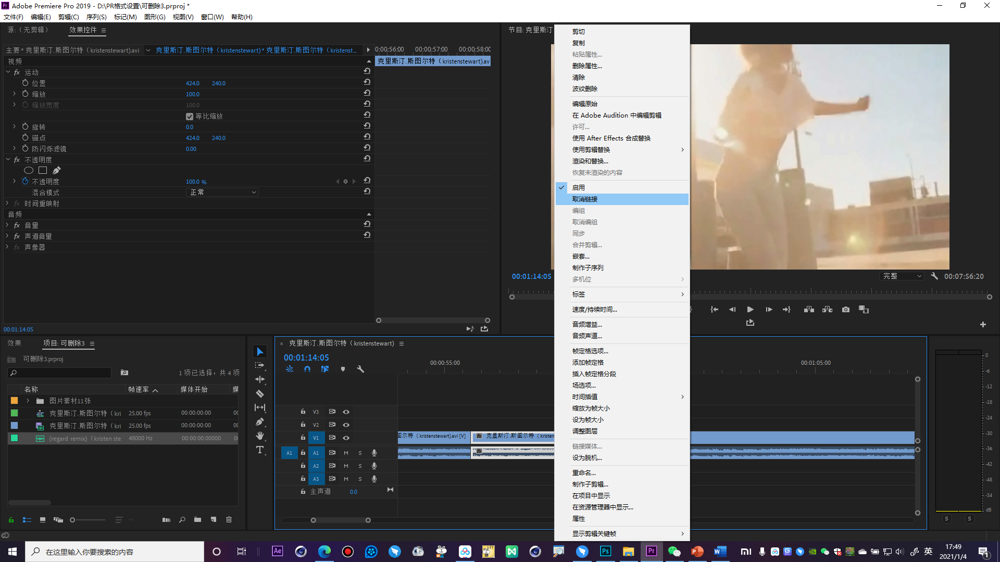 Adobe Premiere Pro 2019 - D:\PR格式设置\可删除3.prproj *
文件(F) 编辑(E) 剪辑(C) 序列(S) 标记(M) 图形(G) 视图(V) 窗口(W) 帮助(H)
源:（无剪辑）
效果控件
主要 * 克里斯汀.斯图尔特（kristenstewart).avi
克里斯汀.斯图尔特（kristenstewart) * 克里斯汀.斯图尔特（kristenst...
0:00:56:00 00:00:57:00 00:00:58:00
克里斯汀.斯图尔特（kristenstewart).av
视频
fx 运动
位置 424.0 240.0
缩放 100.0
缩放宽度 100.0
等比缩放
旋转 0.0
锚点 424.0 240.0
防闪烁滤镜 0.00
fx 不透明度
不透明度 100.0 %
混合模式 正常
fx 时间重映射
音频
fx 音量
fx 声道音量
fx 声像器
00:01:14:05
节目: 克里斯汀
00:01:14:05
完整
00:07:56:20
剪切
复制
粘贴属性...
删除属性...
清除
波纹删除
编辑原始
在 Adobe Audition 中编辑剪辑
许可...
使用 After Effects 合成替换
使用剪辑替换
渲染和替换...
恢复未渲染的内容
启用
取消链接
编组
取消编组
同步
合并剪辑...
嵌套...
制作子序列
多机位
标签
速度/持续时间...
音频增益...
音频声道...
帧定格选项...
添加帧定格
插入帧定格分段
场选项...
时间插值
缩放为帧大小
设为帧大小
调整图层
链接媒体...
设为脱机...
重命名...
制作子剪辑...
在项目中显示
在资源管理器中显示...
属性
显示剪辑关键帧
效果
项目: 可删除3
可删除3.prproj
1 项已选择，共 4 项
名称 帧速率 媒体开始 媒
图片素材11张
克里斯汀.斯图尔特（kri 25.00 fps 00:00:00:00 00
克里斯汀.斯图尔特（kri 25.00 fps 00:00:00:00 00
(regard remix)（kristen ste 48000 Hz 00:00:00:00000 00
克里斯汀.斯图尔特（kristenstewart)
00:01:14:05
00:00:55:00
00:01:05:00
V3
V2
V1
图尔特（kristenstewart).avi [V]
fx 克里斯汀.斯图尔特（kristen
A1 A1 M S
fx
A2 M S
A3 M S
主声道 0.0
0
-6
-12
-18
-24
-30
-36
-42
-48
-54
dB
S S
在这里输入你要搜索的内容
Ae
Ps
Pr
P
W
mi
英
17:49
2021/1/4
1